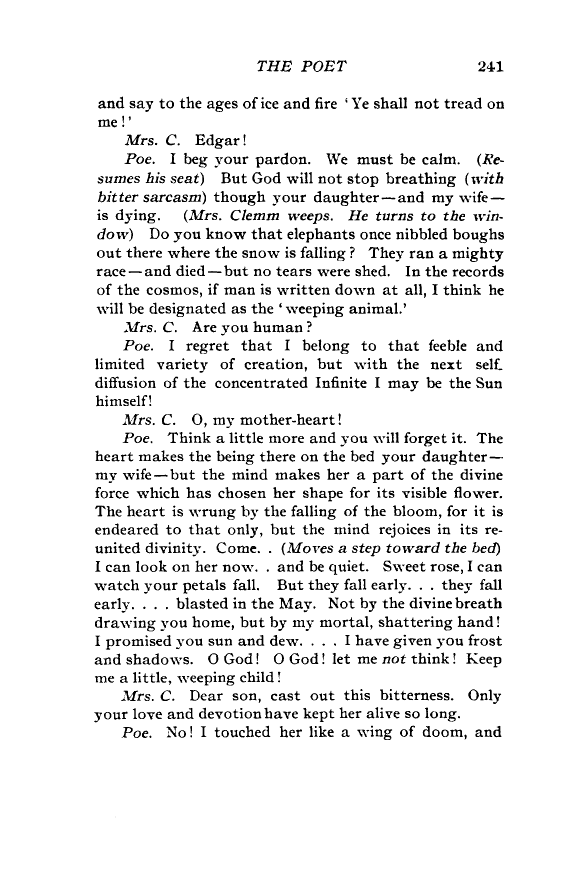 THE POET 241
and say to the ages of ice and fire ‘Ye shall not tread on
me!’
Mrs. C. Edgar!
Poe. I beg your pardon. We must be calm. (Re-
sumes his seat) But God will not stop breathing (with
bitter sarcasm) though your daughter—and my wife—
is dying. (Mrs. Clemm weeps. He turns to the win-
dow) Do you know that elephants once nibbled boughs
out there where the snow is falling? They ran a mighty
race—and died—but no tears were shed. In the records
of the cosmos, if man is written down at all, I think he
will be designated as the ‘weeping animal.’
Mrs. C. Are you human?
Poe. I regret that I belong to that feeble and
limited variety of creation, but with the next self-
diffusion of the concentrated Infinite I may be the Sun
himself!
Mrs. C. O, my mother-heart!
Poe. Think a little more and you will forget it. The
heart makes the being there on the bed your daughter—
my wife—but the mind makes her a part of the divine
force which has chosen her shape for its visible flower.
The heart is wrung by the falling of the bloom, for it is
endeared to that only, but the mind rejoices in its re-
united divinity. Come. . (Moves a step toward the bed)
I can look on her now. . and be quiet. Sweet rose, I can
watch your petals fall. But they fall early. . . they fall
early. . . . blasted in the May. Not by the divine breath
drawing you home, but by my mortal, shattering hand!
I promised you sun and dew. . . . I have given you frost
and shadows. O God! O God! let me not think! Keep
me a little, weeping child!
Mrs. C. Dear son, cast out this bitterness. Only
your love and devotion have kept her alive so long.
Poe. No! I touched her like a wing of doom, and